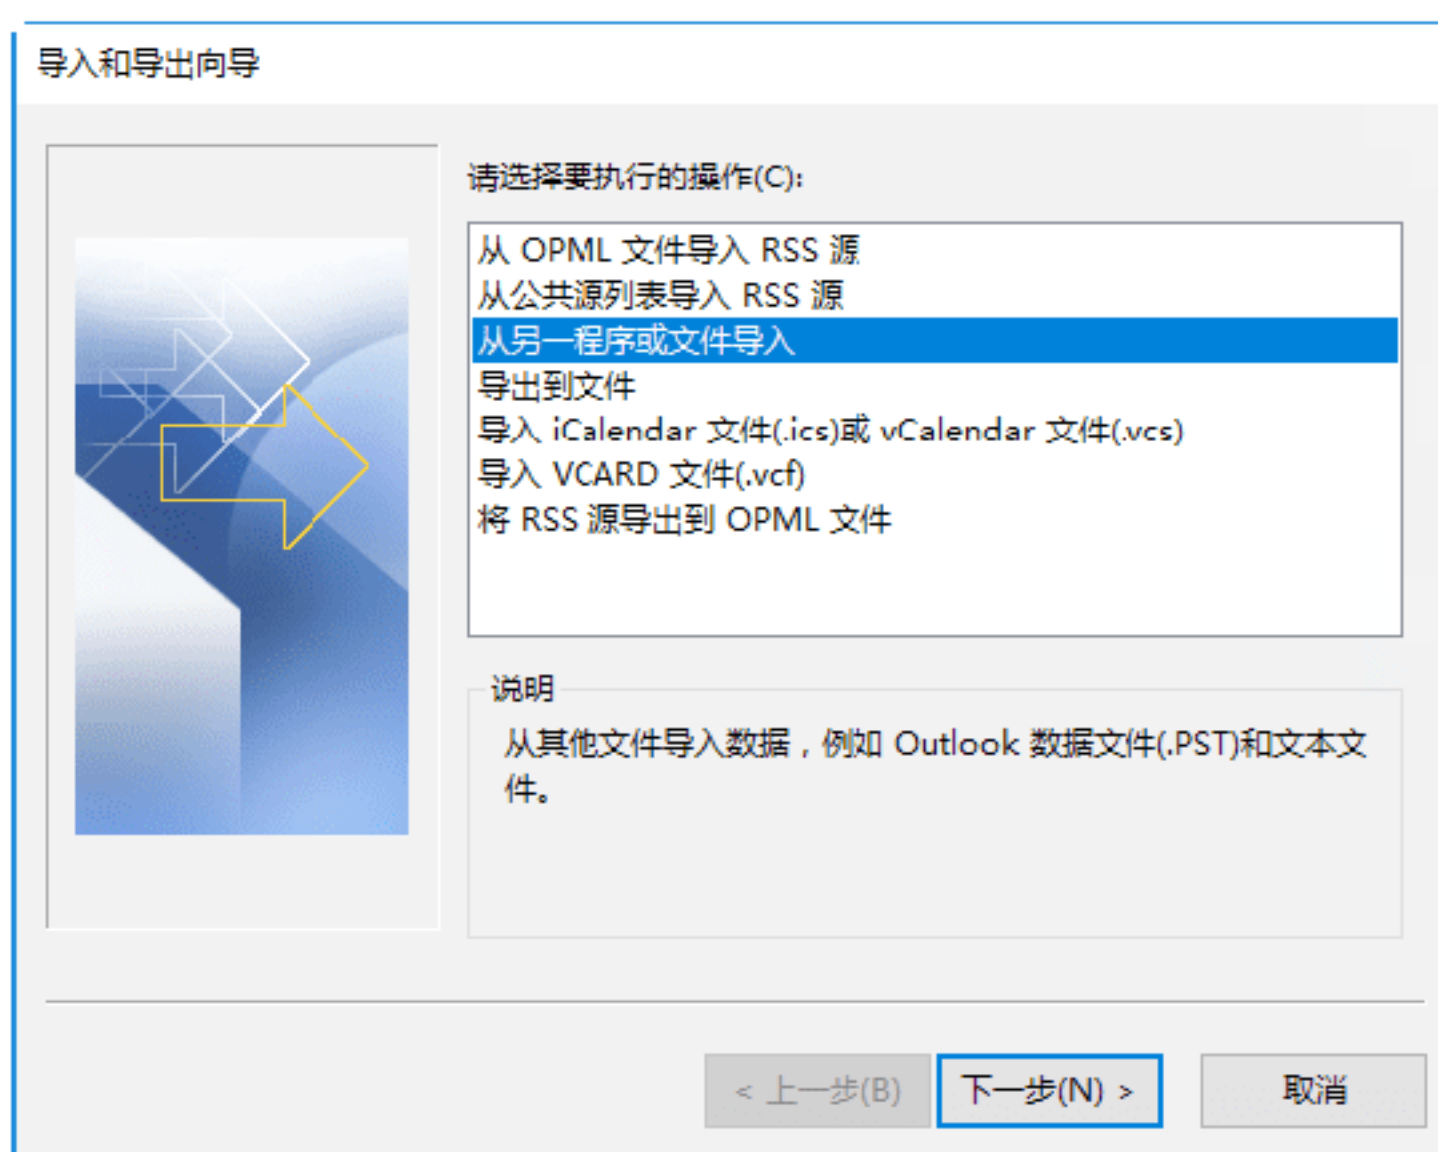 导入和导出向导
请选择要执行的操作(C):
从 OPML 文件导入 RSS 源
从公共源列表导入 RSS 源
从另一程序或文件导入
导出到文件
导入 iCalendar 文件(.ics)或 vCalendar 文件(.vcs)
导入 VCARD 文件(.vcf)
将 RSS 源导出到 OPML 文件
说明
从其他文件导入数据，例如 Outlook 数据文件(.PST)和文本文
件。
< 上一步(B)
下一步(N) >
取消